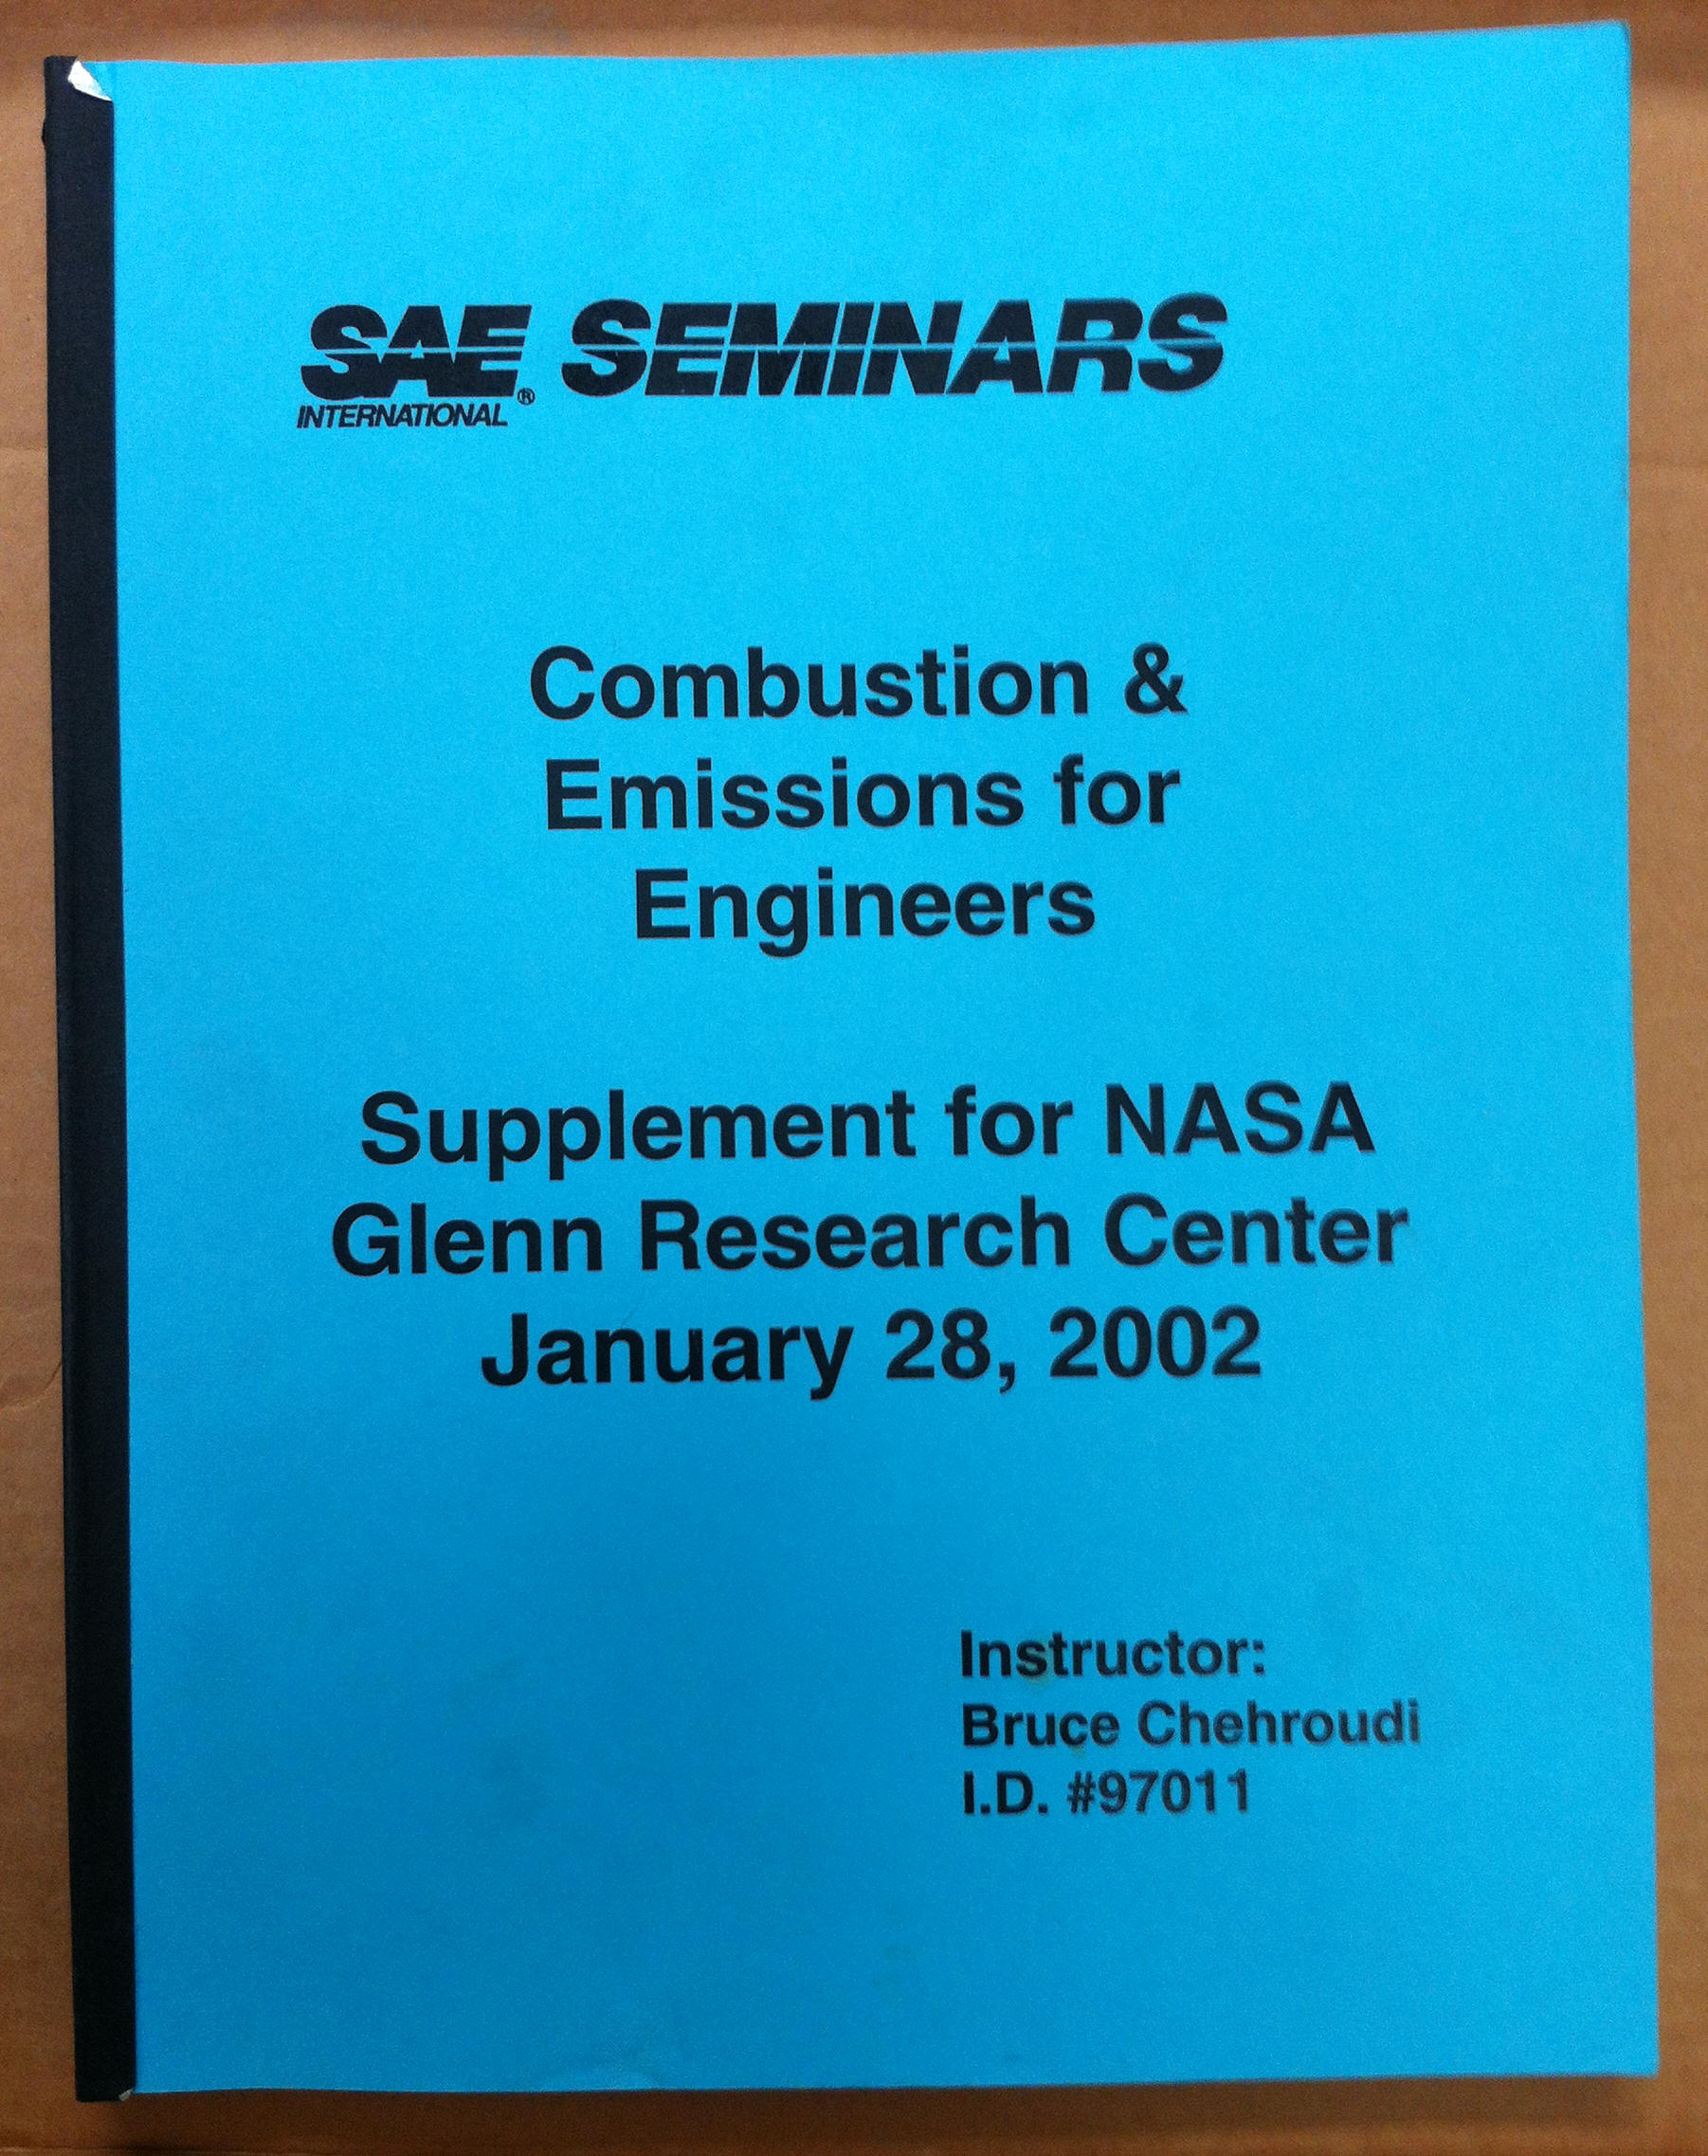 SAE® SEMINARS
INTERNATIONAL
Combustion &
Emissions for
Engineers
Supplement for NASA
Glenn Research Center
January 28, 2002
Instructor:
Bruce Chehroudi
I.D. #97011